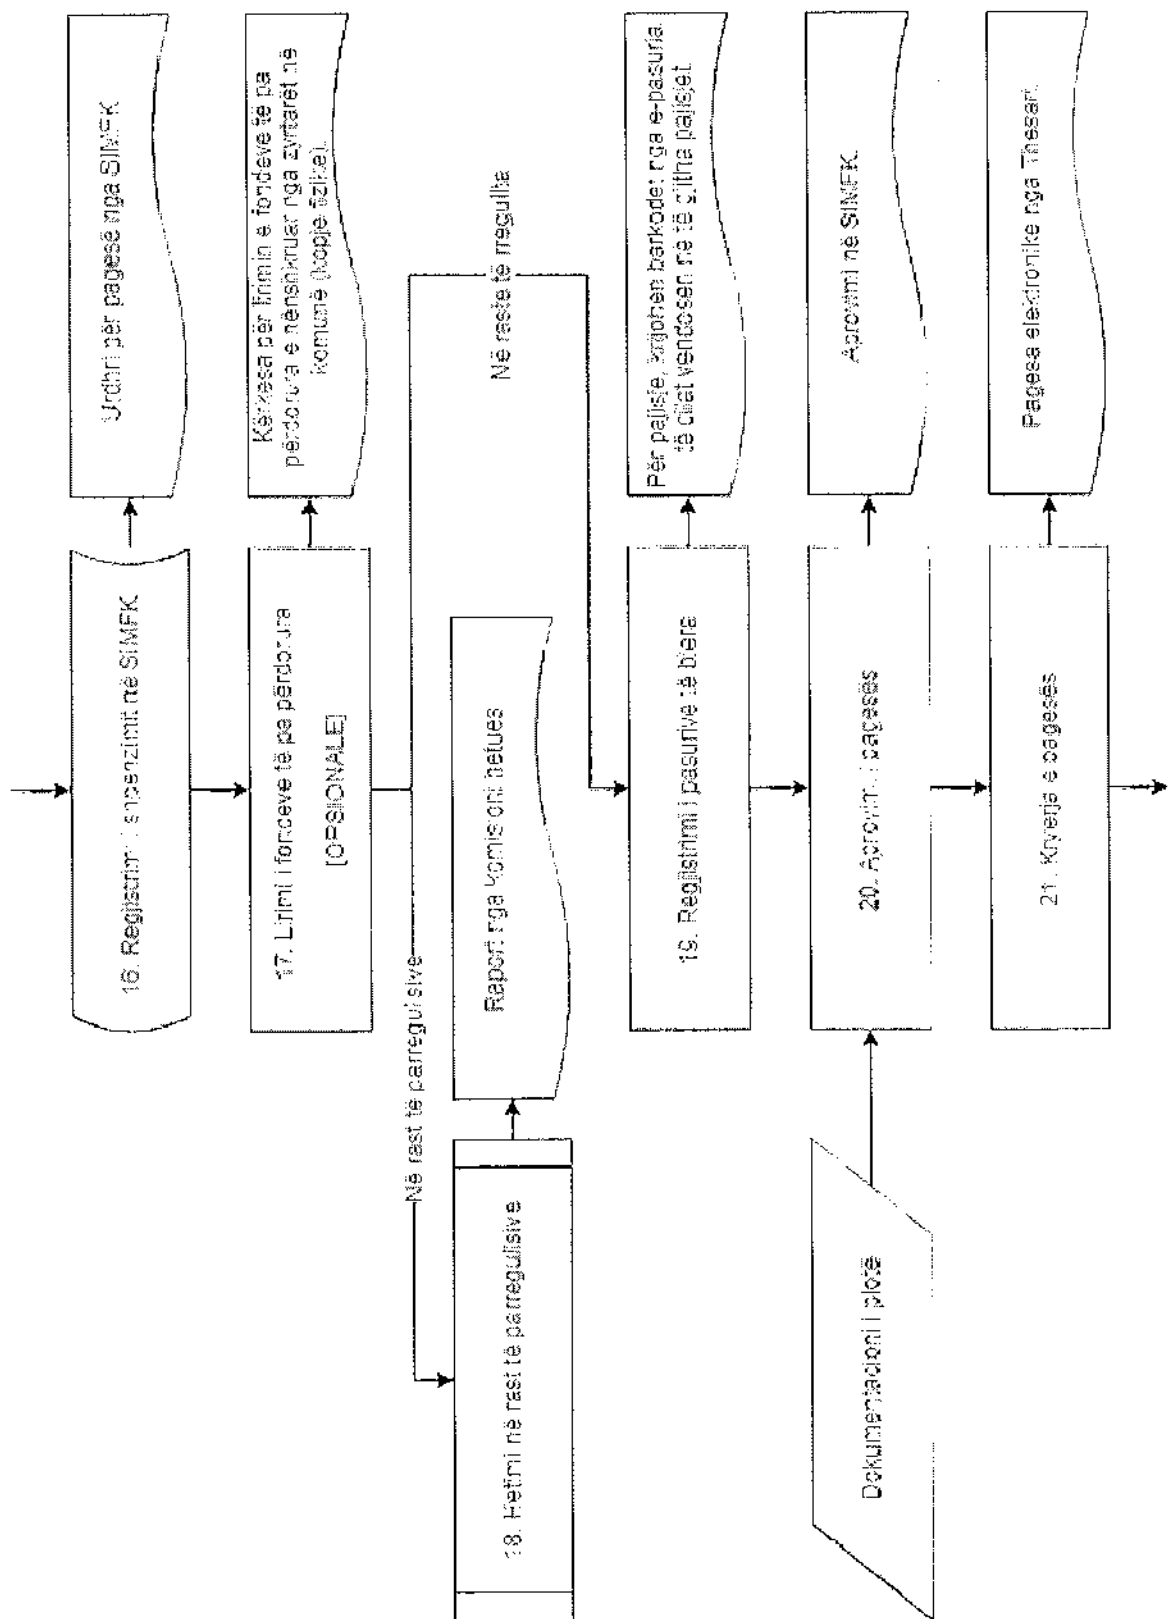 16. Regjistrimi i shpenzimit në SIMFK
Urdhri për pagesë nga SIMFK
17. Lirimi i fondeve të pa përdorura
[OPSIONALE]
Kërkesa për lirimin e fondeve të pa
përdorura e nënshkruar nga zyrtarët në
komunë (kopje fizike).
Në raste të rregullta
Në rast të parregullsive
18. Hetimi në rast të parregullsive
Raport nga komisioni hetues
19. Regjistrimi i pasurive të blera
Për pajisje, krijohen barkodet nga e-pasuria,
të cilat vendosen në të gjitha pajisjet.
20. Aprovimi i pagesës
Aprovimi në SIMFK.
Dokumentacioni i plotë
21. Kryerja e pagesës
Pagesa elektronike nga Thesari.